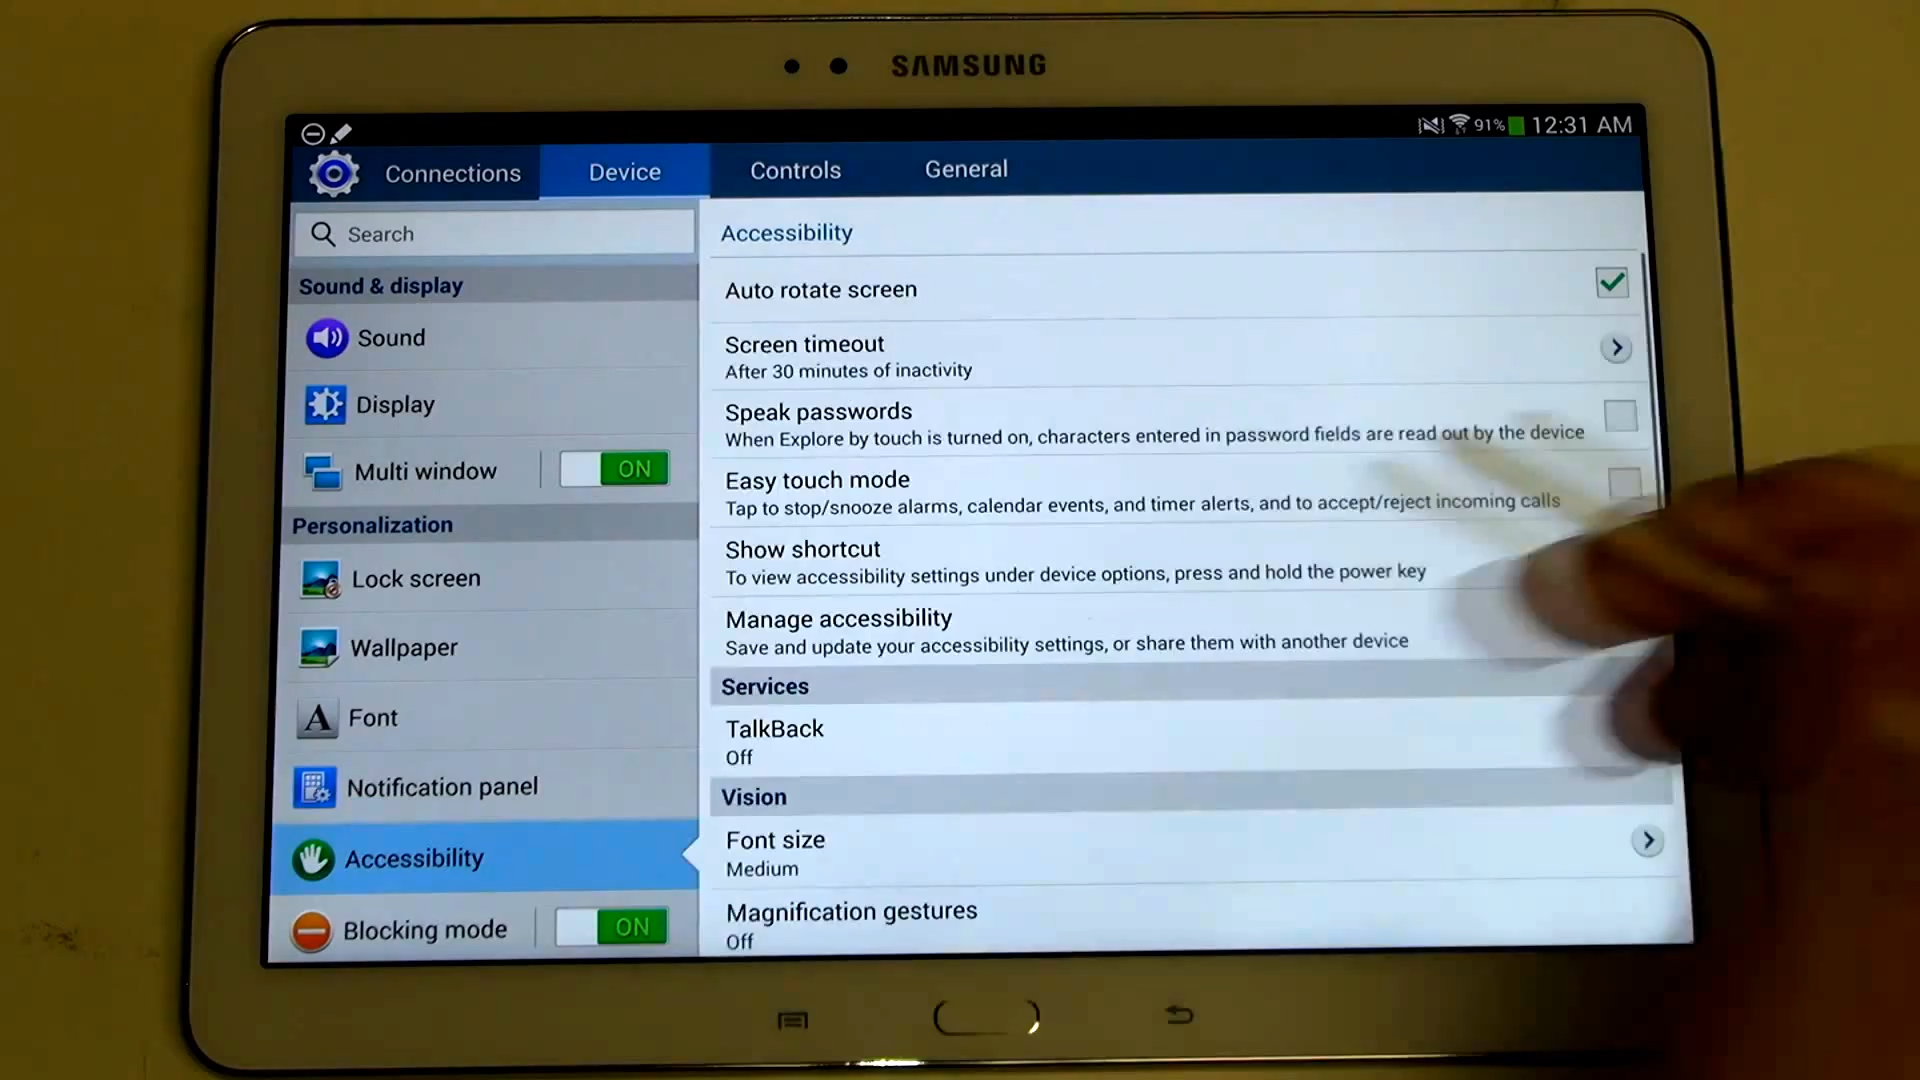 SAMSUNG
91% 12:31 AM
Connections Device Controls General
Search
Sound & display
Sound
Display
Multi window ON
Personalization
Lock screen
Wallpaper
Font
Notification panel
Accessibility
Blocking mode ON
Accessibility
Auto rotate screen
Screen timeout
After 30 minutes of inactivity
Speak passwords
When Explore by touch is turned on, characters entered in password fields are read out by the device
Easy touch mode
Tap to stop/snooze alarms, calendar events, and timer alerts, and to accept/reject incoming calls
Show shortcut
To view accessibility settings under device options, press and hold the power key
Manage accessibility
Save and update your accessibility settings, or share them with another device
Services
TalkBack
Off
Vision
Font size
Medium
Magnification gestures
Off